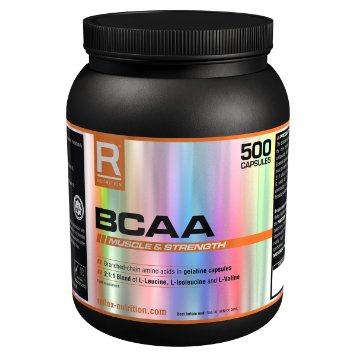 R
NUTRITION
500
CAPSULES
BCAA
MUSCLE & STRENGTH
branched-chain amino acids in gelatine capsules
2:1:1 Blend of L-Leucine, L-Isoleucine and L-Valine
reflex-nutrition.com